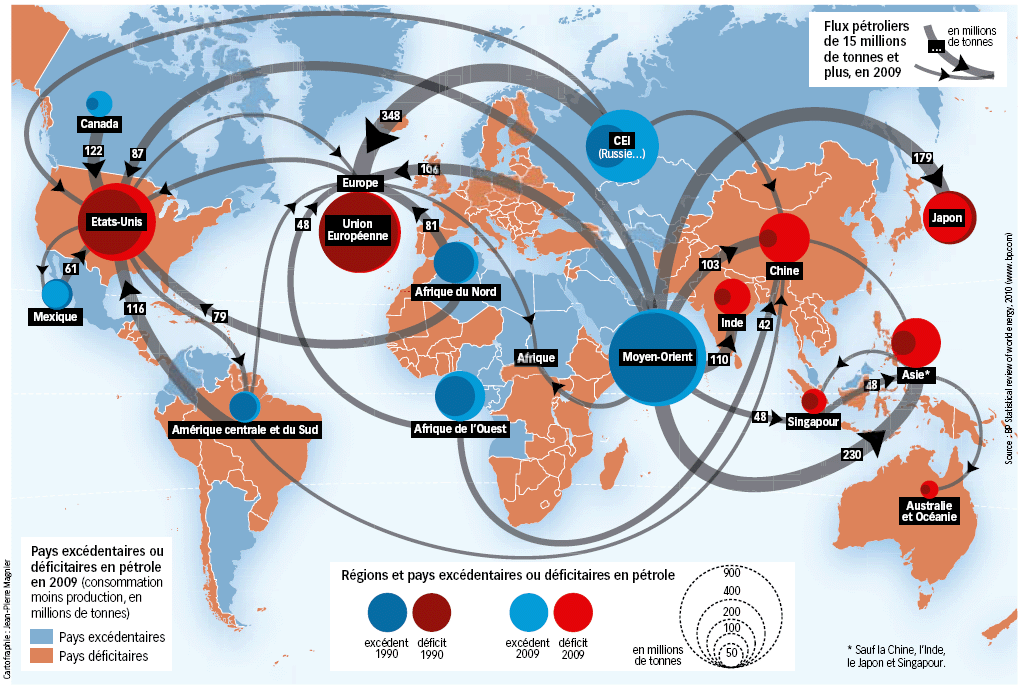 Flux pétroliers
de 15 millions
de tonnes et
plus, en 2009
en millions
de tonnes
...
Canada
122
87
348
CEI
(Russie...)
179
106
Europe
Etats-Unis
48
Union
Européenne
81
Japon
61
103
Chine
Afrique du Nord
Mexique
116
79
Inde
42
Afrique
Moyen-Orient
110
Asie*
48
Singapour
48
Amérique centrale et du Sud
Afrique de l'Ouest
230
Australie
et Océanie
Source : BP Statistical review of world energy, 2010 (www.bp.com)
Cartofraphie : Jean-Pierre Magnier
Pays excédentaires ou
déficitaires en pétrole
en 2009 (consommation
moins production, en
millions de tonnes)
Pays excédentaires
Pays déficitaires
Régions et pays excédentaires ou déficitaires en pétrole
excédent
1990
déficit
1990
excédent
2009
déficit
2009
en millions
de tonnes
900
400
200
100
50
* Sauf la Chine, l'Inde,
le Japon et Singapour.